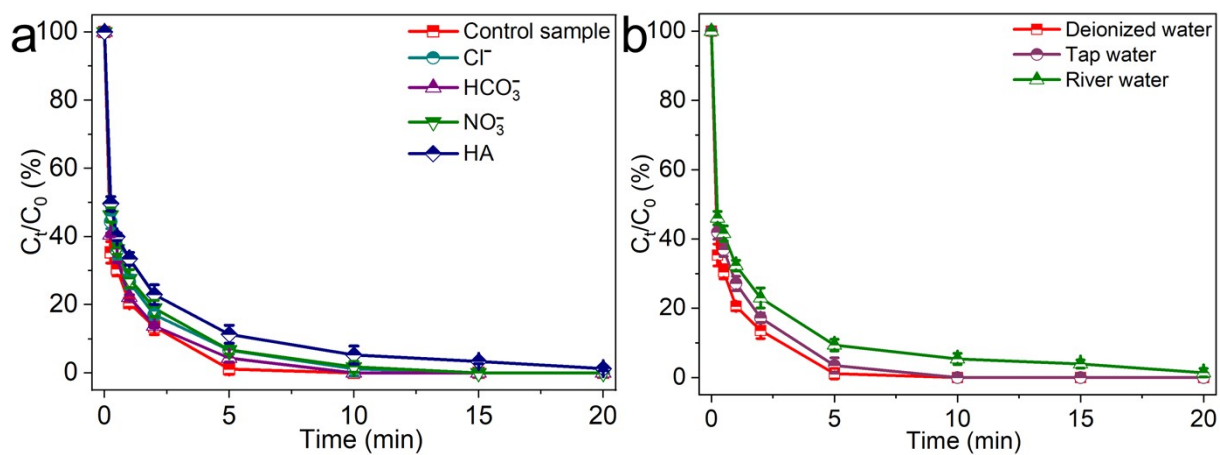 a
Control sample
Cl⁻
HCO₃⁻
NO₃⁻
HA
100
80
60
40
20
0
Cₜ/C₀ (%)
0
5
10
15
20
Time (min)
b
Deionized water
Tap water
River water
100
80
60
40
20
0
Cₜ/C₀ (%)
0
5
10
15
20
Time (min)